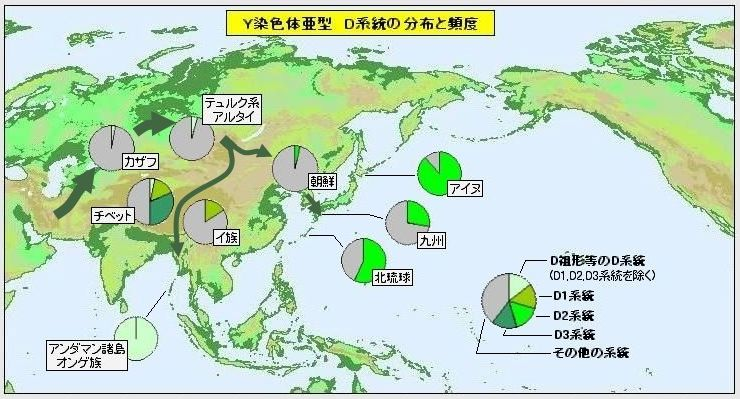 Y染色体亜型 D系統の分布と頻度
テュルク系
アルタイ
カザフ
朝鮮
アイヌ
チベット
イ族
九州
北琉球
アンダマン諸島
オンゲ族
D祖形等のD系統
(D1,D2,D3系統を除く)
D1系統
D2系統
D3系統
その他の系統